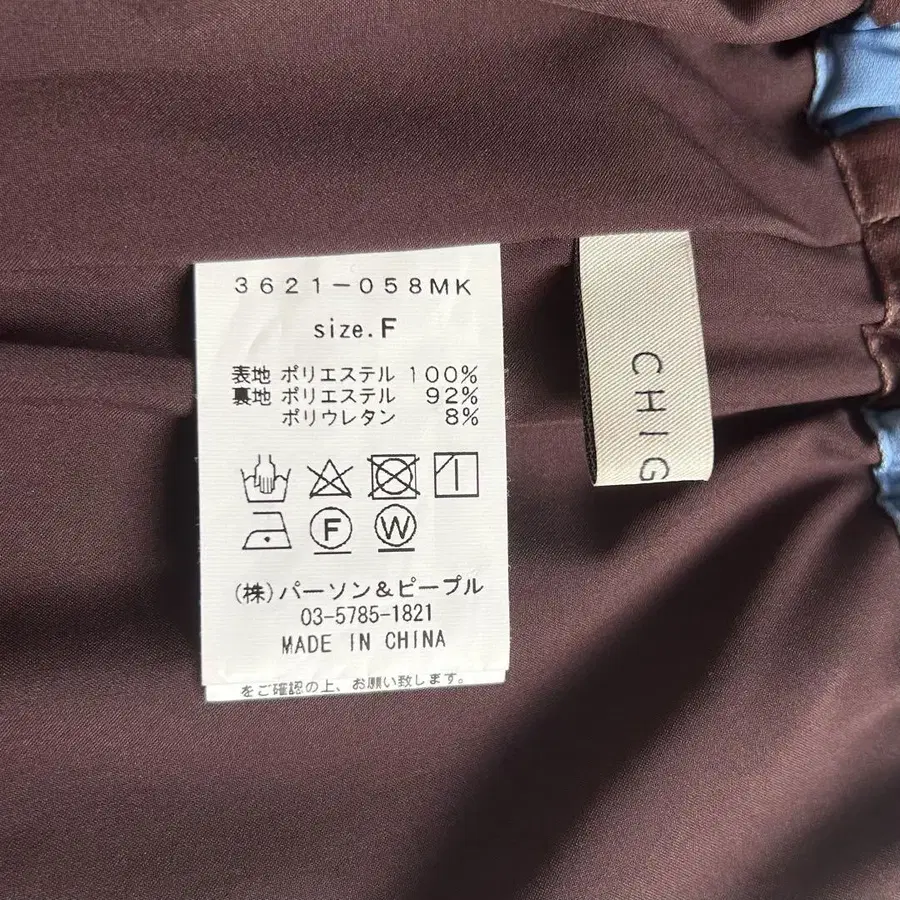 3621-058MK
size.F
表地 ポリエステル 100%
裏地 ポリエステル 92%
ポリウレタン 8%
F W
(株)パーソン&ピープル
03-5785-1821
MADE IN CHINA
をご確認の上、お願い致します。
CHIG